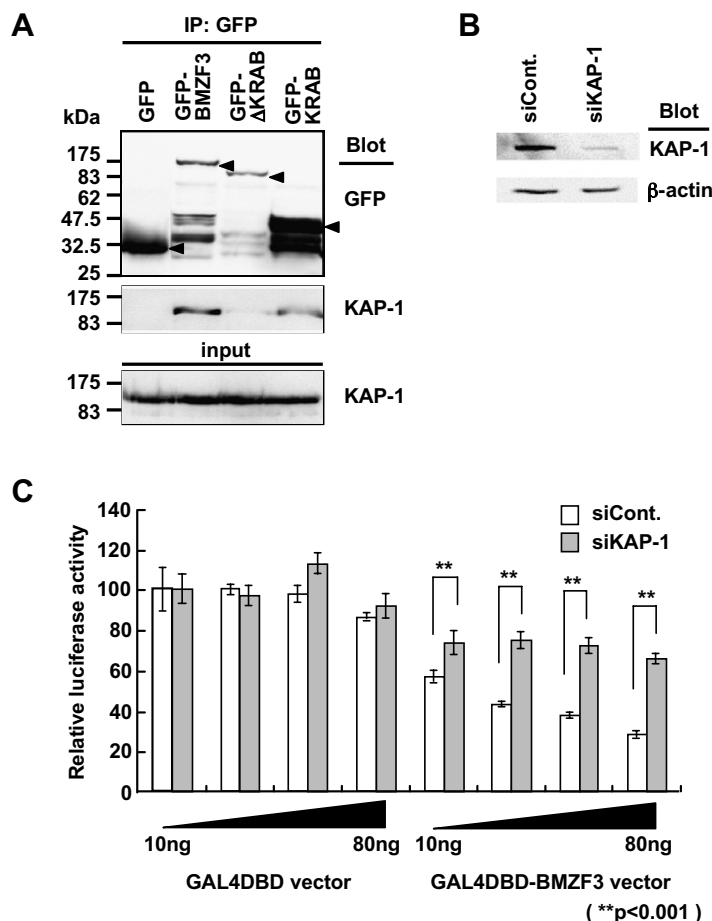 A
IP: GFP
GFP
GFP-
BMZF3
GFP-
ΔKRAB
GFP-
KRAB
kDa
175
83
62
47.5
32.5
25
Blot
GFP
175
83
KAP-1
input
175
83
KAP-1
B
siCont.
siKAP-1
Blot
KAP-1
β-actin
C
Relative luciferase activity
140
120
100
80
60
40
20
0
siCont.
siKAP-1
**
**
**
**
10ng
80ng
10ng
80ng
GAL4DBD vector
GAL4DBD-BMZF3 vector
( **p<0.001 )